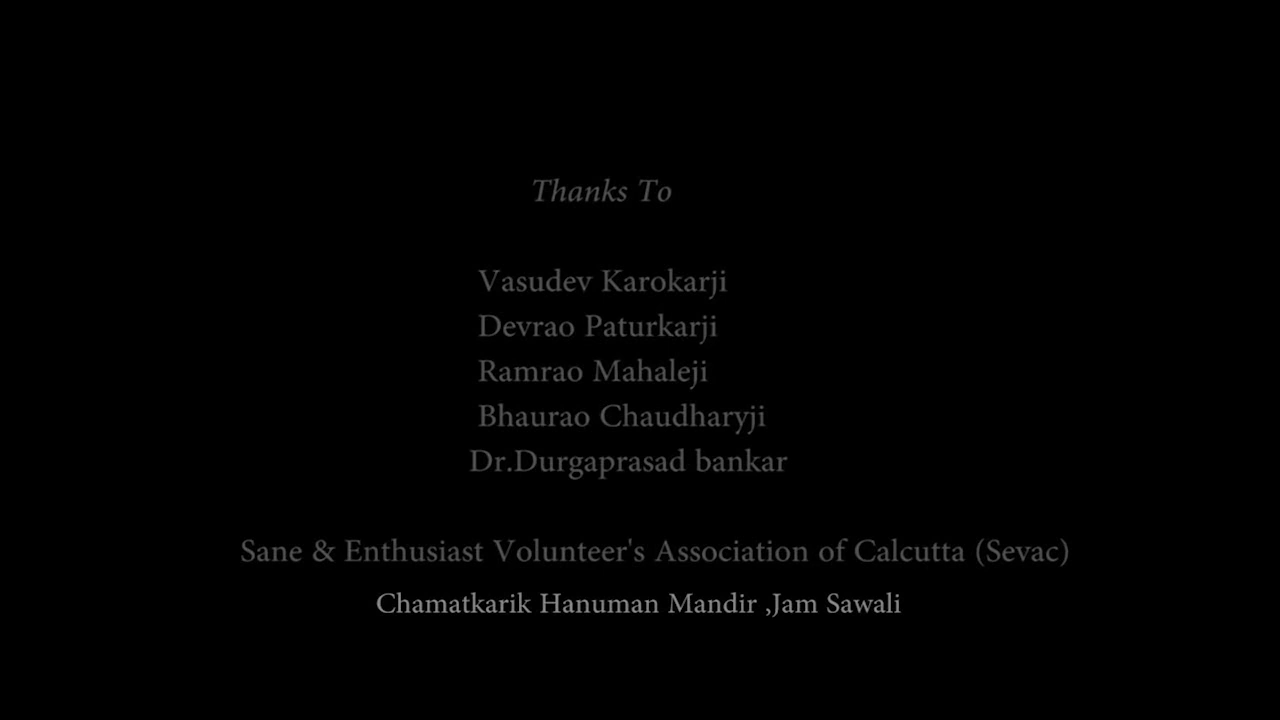 Thanks To
Vasudev Karokarji
Devrao Paturkarji
Ramrao Mahaleji
Bhaurao Chaudharyji
Dr.Durgaprasad bankar
Sane & Enthusiast Volunteer's Association of Calcutta (Sevac)
Chamatkarik Hanuman Mandir ,Jam Sawali